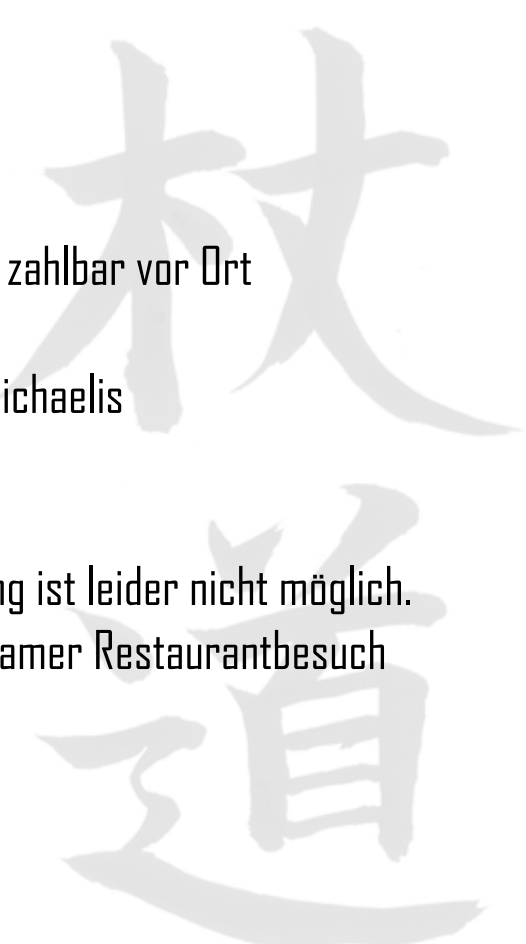 杖
道
zahlbar vor Ort
ichaelis
ng ist leider nicht möglich.
amer Restaurantbesuch